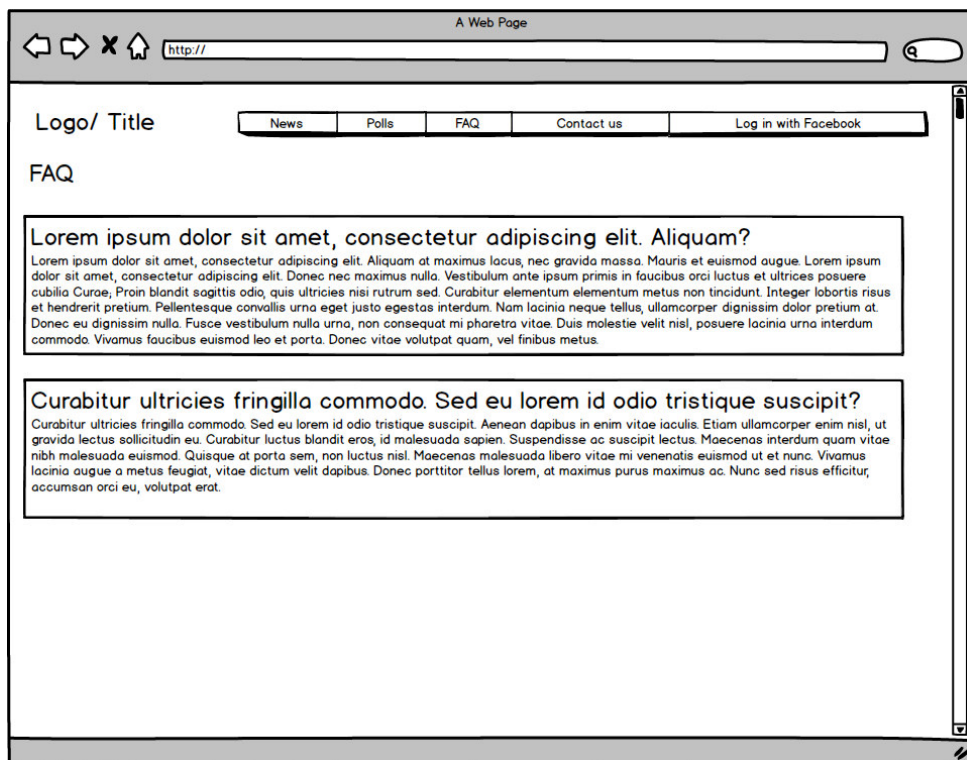 A Web Page
http://
Logo/ Title
News Polls FAQ Contact us Log in with Facebook
FAQ
Lorem ipsum dolor sit amet, consectetur adipiscing elit. Aliquam?
Lorem ipsum dolor sit amet, consectetur adipiscing elit. Aliquam at maximus lacus, nec gravida massa. Mauris et euismod augue. Lorem ipsum
dolor sit amet, consectetur adipiscing elit. Donec nec maximus nulla. Vestibulum ante ipsum primis in faucibus orci luctus et ultrices posuere
cubilia Curae; Proin blandit sagittis odio, quis ultricies nisi rutrum sed. Curabitur elementum elementum metus non tincidunt. Integer lobortis risus
et hendrerit pretium. Pellentesque convallis urna eget justo egestas interdum. Nam lacinia neque tellus, ullamcorper dignissim dolor pretium at.
Donec eu dignissim nulla. Fusce vestibulum nulla urna, non consequat mi pharetra vitae. Duis molestie velit nisl, posuere lacinia urna interdum
commodo. Vivamus faucibus euismod leo et porta. Donec vitae volutpat quam, vel finibus metus.
Curabitur ultricies fringilla commodo. Sed eu lorem id odio tristique suscipit?
Curabitur ultricies fringilla commodo. Sed eu lorem id odio tristique suscipit. Aenean dapibus in enim vitae iaculis. Etiam ullamcorper enim nisl, ut
gravida lectus sollicitudin eu. Curabitur luctus blandit eros, id malesuada sapien. Suspendisse ac suscipit lectus. Maecenas interdum quam vitae
nibh malesuada euismod. Quisque at porta sem, non luctus nisl. Maecenas malesuada libero vitae mi venenatis euismod ut et nunc. Vivamus
lacinia augue a metus feugiat, vitae dictum velit dapibus. Donec porttitor tellus lorem, at maximus purus maximus ac. Nunc sed risus efficitur,
accumsan orci eu, volutpat erat.